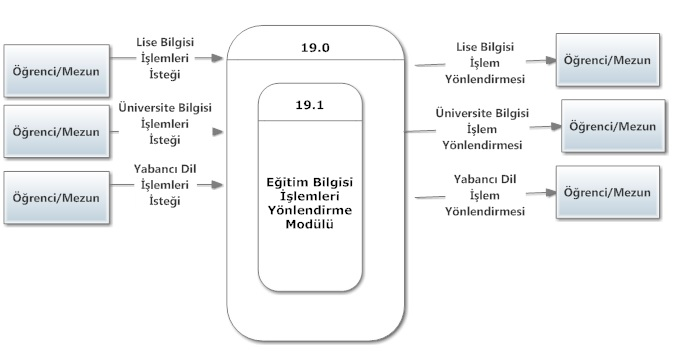 Öğrenci/Mezun
Lise Bilgisi
İşlemleri
İsteği
Öğrenci/Mezun
Üniversite Bilgisi
İşlemleri
İsteği
Öğrenci/Mezun
Yabancı Dil
İşlemleri
İsteği
19.0
19.1
Eğitim Bilgisi
İşlemleri
Yönlendirme
Modülü
Lise Bilgisi
İşlem
Yönlendirmesi
Öğrenci/Mezun
Üniversite Bilgisi
İşlem
Yönlendirmesi
Öğrenci/Mezun
Yabancı Dil
İşlem
Yönlendirmesi
Öğrenci/Mezun